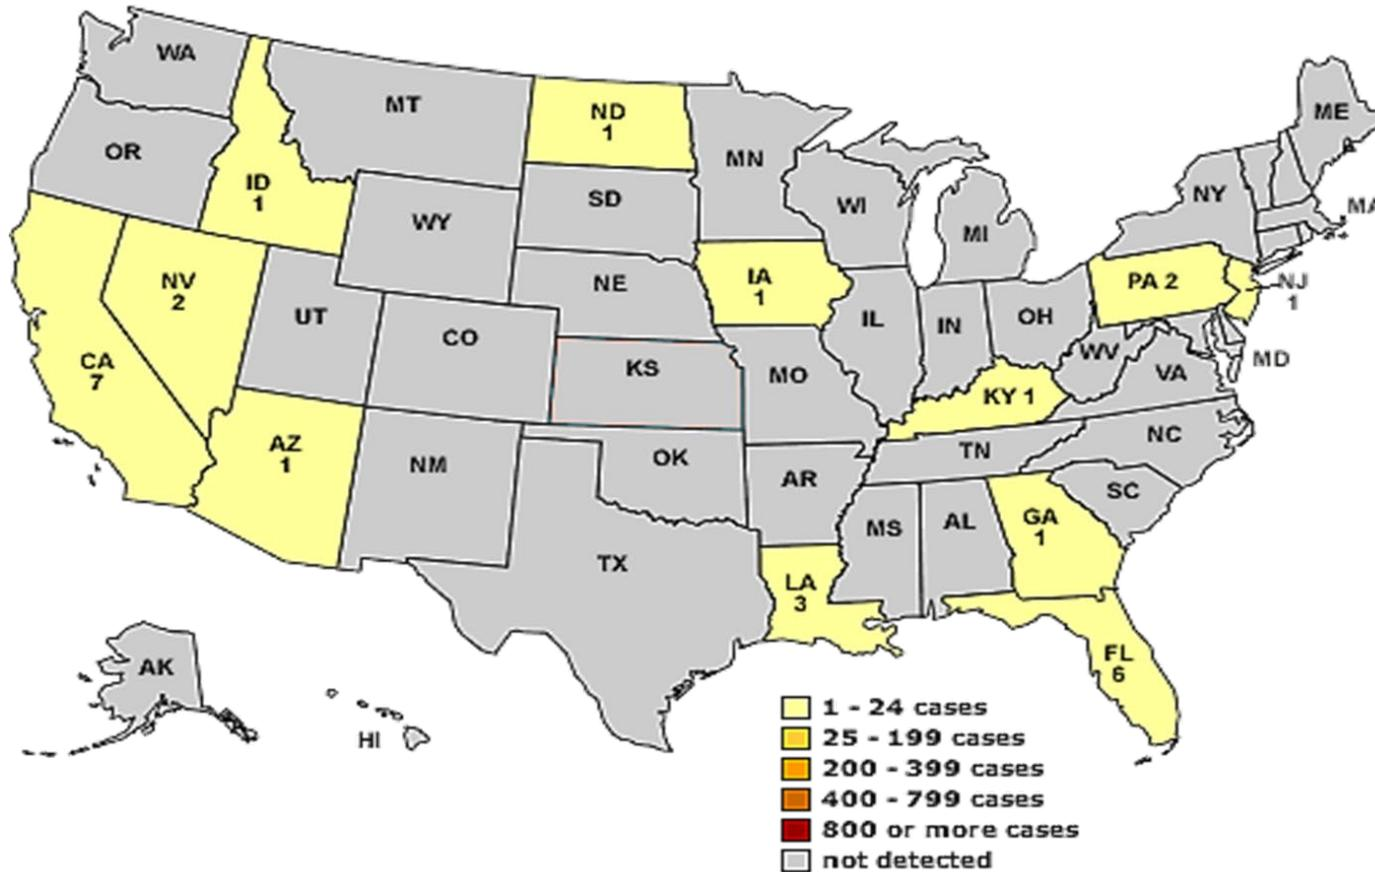 WA
MT
ND
1
ME
OR
MN
ID
1
SD
WI
NY
MA
WY
MI
NV
2
NE
IA
1
PA 2
NJ
1
UT
CO
IL
IN
OH
CA
7
KS
MO
WV
VA
MD
KY 1
AZ
1
NM
OK
TN
NC
AR
SC
MS
AL
GA
1
TX
LA
3
FL
6
AK
HI
1 - 24 cases
25 - 199 cases
200 - 399 cases
400 - 799 cases
800 or more cases
not detected